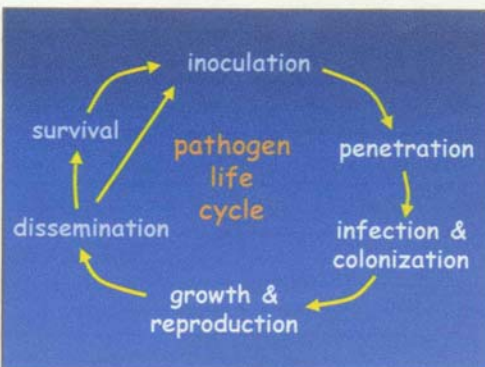 inoculation
penetration
infection &
colonization
growth &
reproduction
dissemination
survival
pathogen
life
cycle